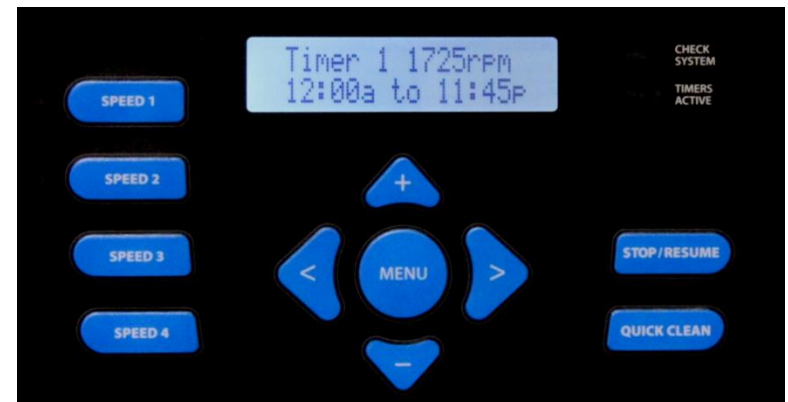 Timer 1 1725rpm
12:00a to 11:45p
CHECK
SYSTEM
TIMERS
ACTIVE
SPEED 1
SPEED 2
+
SPEED 3
<
MENU
>
STOP/RESUME
SPEED 4
QUICK CLEAN
−